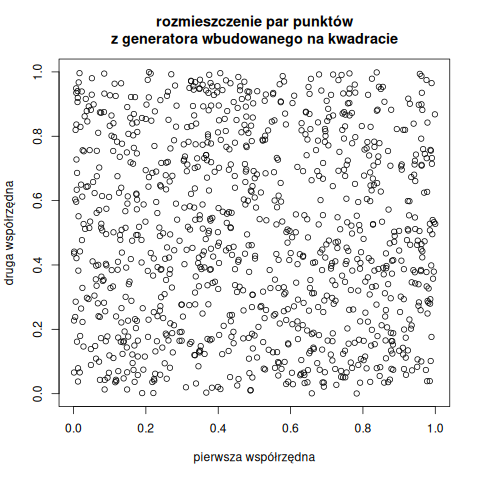 rozmieszczenie par punktów
z generatora wbudowanego na kwadracie
druga współrzędna
1.0
0.8
0.6
0.4
0.2
0.0
0.0 0.2 0.4 0.6 0.8 1.0
pierwsza współrzędna